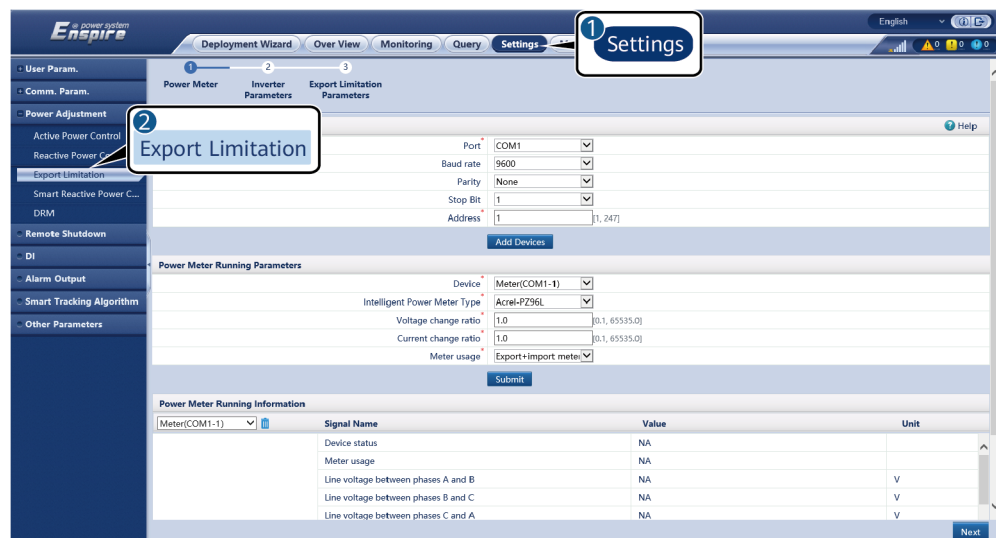 e power system
Enspire
English
Deployment Wizard
Over View
Monitoring
Query
Settings
1
Settings
0
0
0
User Param.
Comm. Param.
Power Adjustment
Active Power Control
Reactive Power Co
Export Limitation
Smart Reactive Power C...
DRM
Remote Shutdown
DI
Alarm Output
Smart Tracking Algorithm
Other Parameters
2
Export Limitation
1
2
3
Power Meter
Inverter Parameters
Export Limitation Parameters
Help
Port * COM1
Baud rate 9600
Parity None
Stop Bit 1
Address * 1 [1, 247]
Add Devices
Power Meter Running Parameters
Device * Meter(COM1-1)
Intelligent Power Meter Type * Acrel-PZ96L
Voltage change ratio * 1.0 [0.1, 65535.0]
Current change ratio * 1.0 [0.1, 65535.0]
Meter usage * Export+import mete
Submit
Power Meter Running Information
Meter(COM1-1) Signal Name Value Unit
Device status NA
Meter usage NA
Line voltage between phases A and B NA V
Line voltage between phases B and C NA V
Line voltage between phases C and A NA V
Next